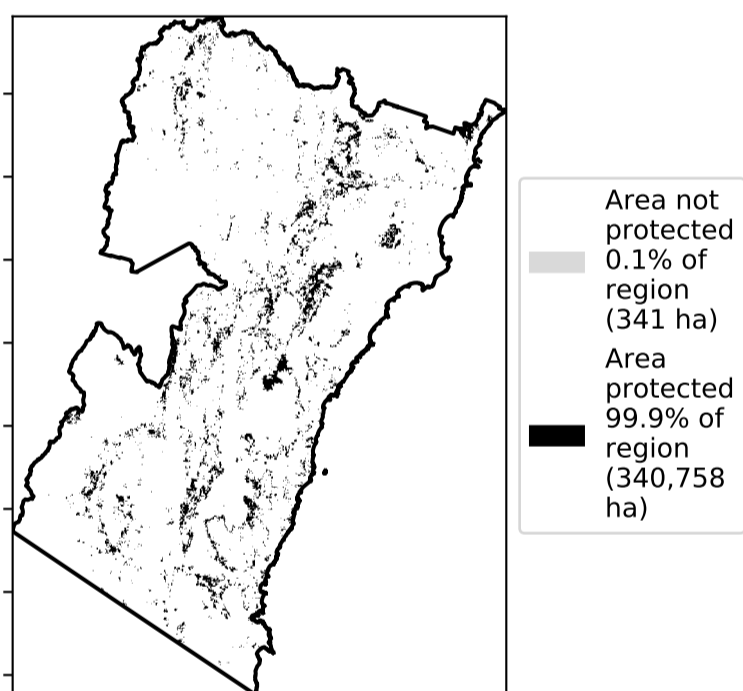 Area not
protected
0.1% of
region
(341 ha)
Area
protected
99.9% of
region
(340,758
ha)